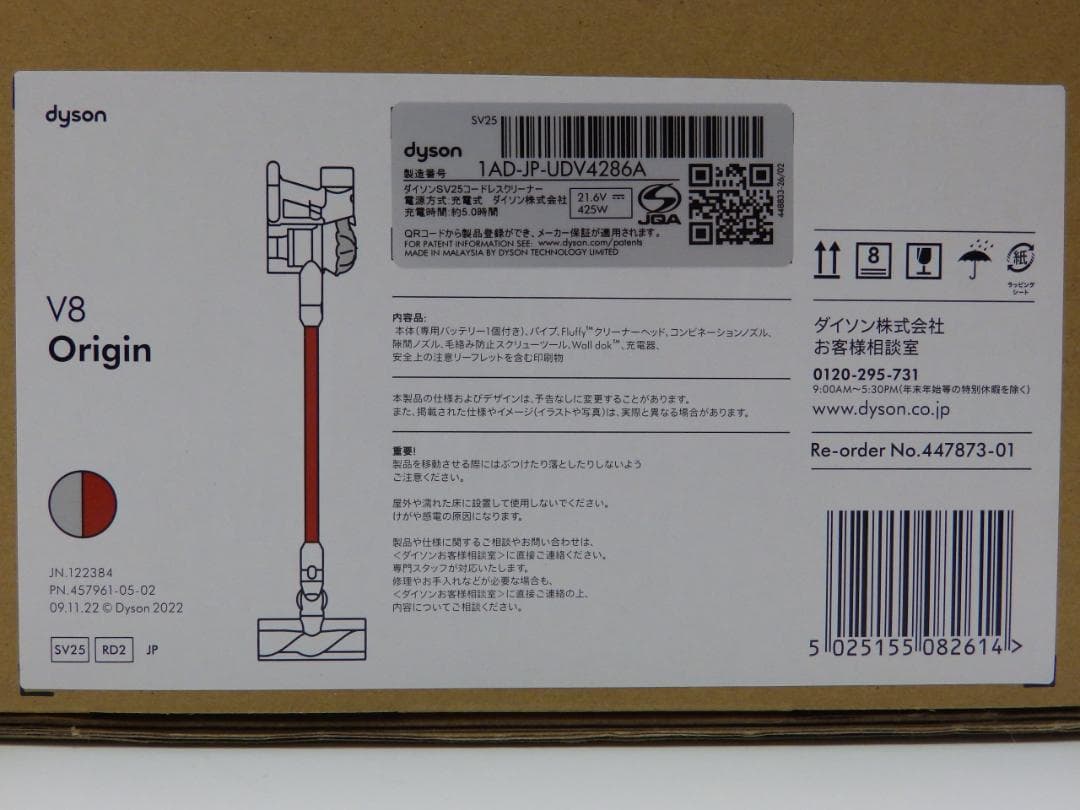 dyson
V8
Origin
JN.122384
PN.457961-05-02
09.11.22 © Dyson 2022
SV25 RD2 JP
SV25
dyson
製造番号 1AD-JP-UDV4286A
ダイソンSV25コードレスクリーナー
電源方式:充電式 ダイソン株式会社
充電時間:約5.0時間
21.6V
425W
JQA
448833-26/02
QRコードから製品登録ができ、メーカー保証が適用されます。
FOR PATENT INFORMATION SEE: www.dyson.com/patents
MADE IN MALAYSIA BY DYSON TECHNOLOGY LIMITED
内容品:
本体(専用バッテリー1個付き)、パイプ、Fluffy™クリーナーヘッド、コンビネーションノズル、
隙間ノズル、毛絡み防止スクリューツール、Wall dok™、充電器、
安全上の注意リーフレットを含む印刷物
本製品の仕様およびデザインは、予告なしに変更することがあります。
また、掲載された仕様やイメージ(イラストや写真)は、実際と異なる場合があります。
重要!
製品を移動させる際にはぶつけたり落としたりしないよう
ご注意ください。
屋外や濡れた床に設置して使用しないでください。
けがや感電の原因になります。
製品や仕様に関するご相談やお問い合わせは、
<ダイソンお客様相談室>に直接ご連絡ください。
専門スタッフが対応いたします。
修理やお手入れなどが必要な場合も、
<ダイソンお客様相談室>に直接ご連絡の上、
内容についてご相談ください。
8
紙
ラッピング
シート
ダイソン株式会社
お客様相談室
0120-295-731
9:00AM〜5:30PM(年末年始等の特別休暇を除く)
www.dyson.co.jp
Re-order No.447873-01
5 025155 082614 >